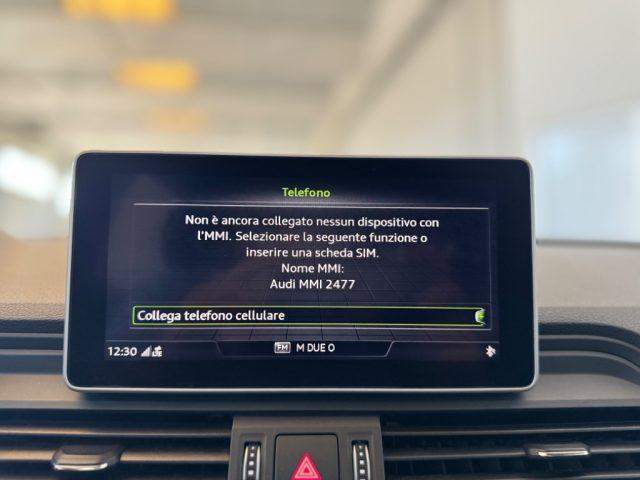 Telefono
Non è ancora collegato nessun dispositivo con
l'MMI. Selezionare la seguente funzione o
inserire una scheda SIM.
Nome MMI:
Audi MMI 2477
Collega telefono cellulare
12:30 LTE
FM M DUE O